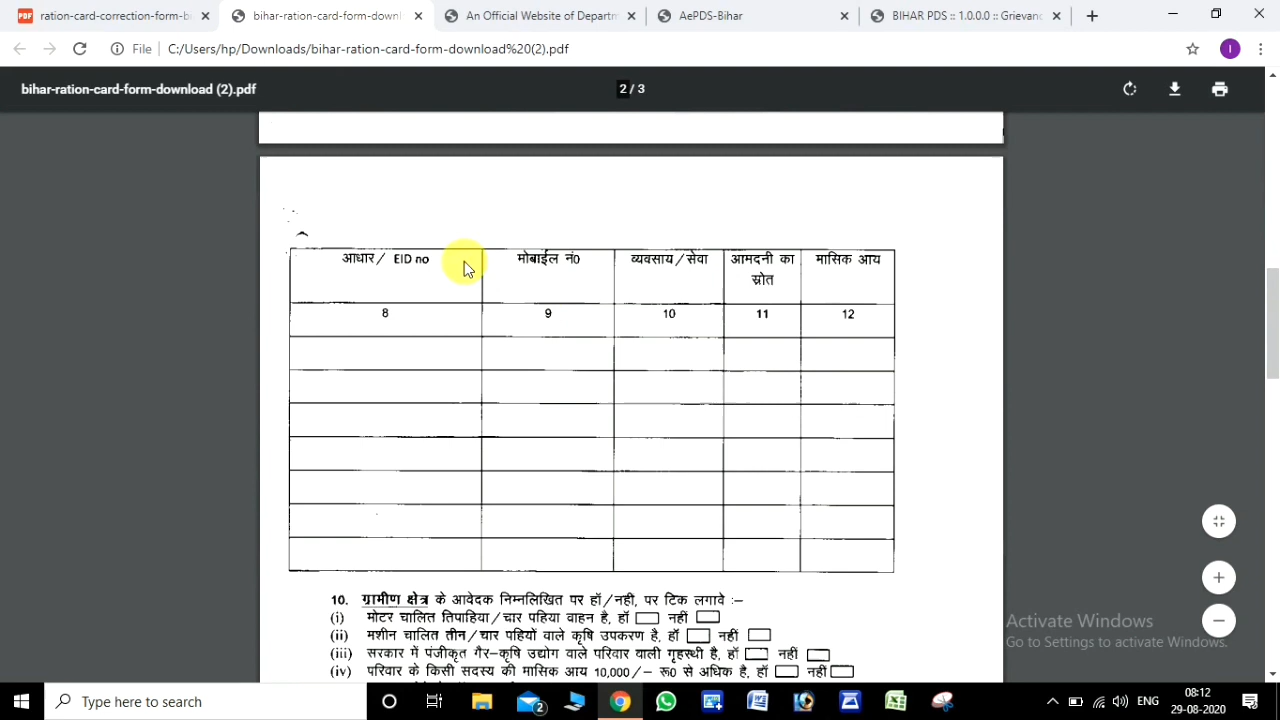 ration-card-correction-form-b
bihar-ration-card-form-downl
An Official Website of Departm
AePDS-Bihar
BIHAR PDS :: 1.0.0.0 :: Grievanc
File
C:/Users/hp/Downloads/bihar-ration-card-form-download%20(2).pdf
I
bihar-ration-card-form-download (2).pdf
2 / 3
आधार/ EID no
मोबाईल नं0
व्यवसाय/सेवा
आमदनी का
स्रोत
मासिक आय
8
9
10
11
12
10. ग्रामीण क्षेत्र के आवेदक निम्नलिखित पर हॉ/नही, पर टिक लगावे :–
(i) मोटर चालित तिपाहिया/चार पहिया वाहन है, हॉ नहीं
(ii) मशीन चालित तीन/चार पहियों वाले कृषि उपकरण है, हॉ नहीं
(iii) सरकार में पंजीकृत गैर–कृषि उद्योग वाले परिवार वाली गृहस्थी है, हॉ नहीं
(iv) परिवार के किसी सदस्य की मासिक आय 10,000/– रू0 से अधिक है, हॉ नहीं
Activate Windows
Go to Settings to activate Windows.
Type here to search
2
ENG
08:12
29-08-2020